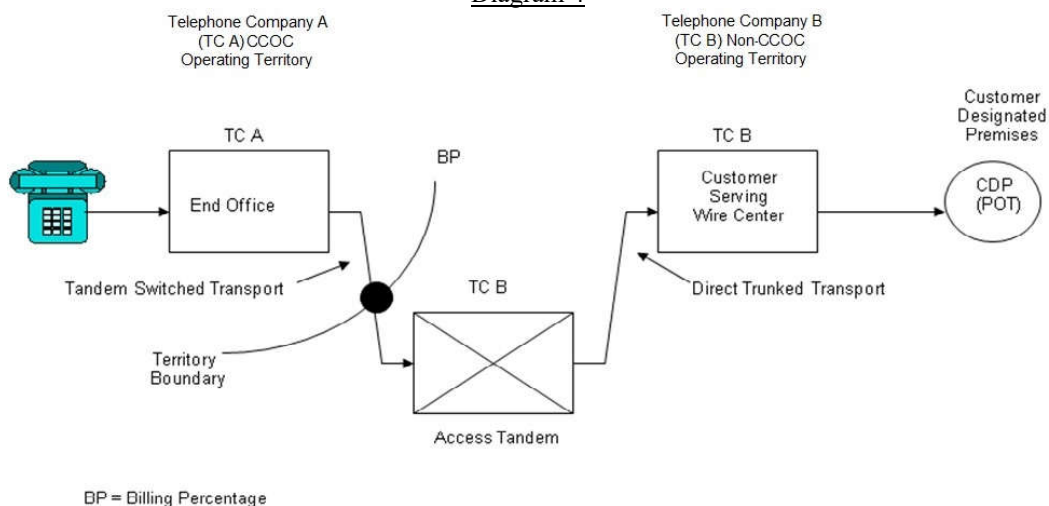 Diagram 4
Telephone Company A
(TC A) CCOC
Operating Territory
Telephone Company B
(TC B) Non-CCOC
Operating Territory
Customer
Designated
Premises
TC A
BP
TC B
End Office
Customer
Serving
Wire Center
CDP
(POT)
Tandem Switched Transport
TC B
Direct Trunked Transport
Territory
Boundary
Access Tandem
BP = Billing Percentage